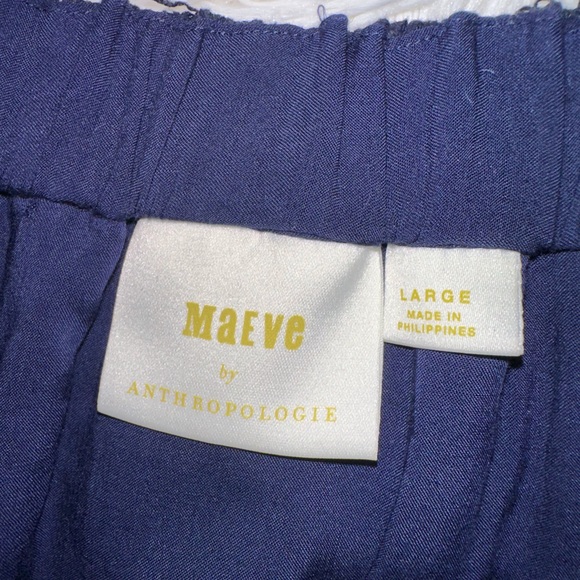 MaEVe
by
ANTHROPOLOGIE
LARGE
MADE IN
PHILIPPINES